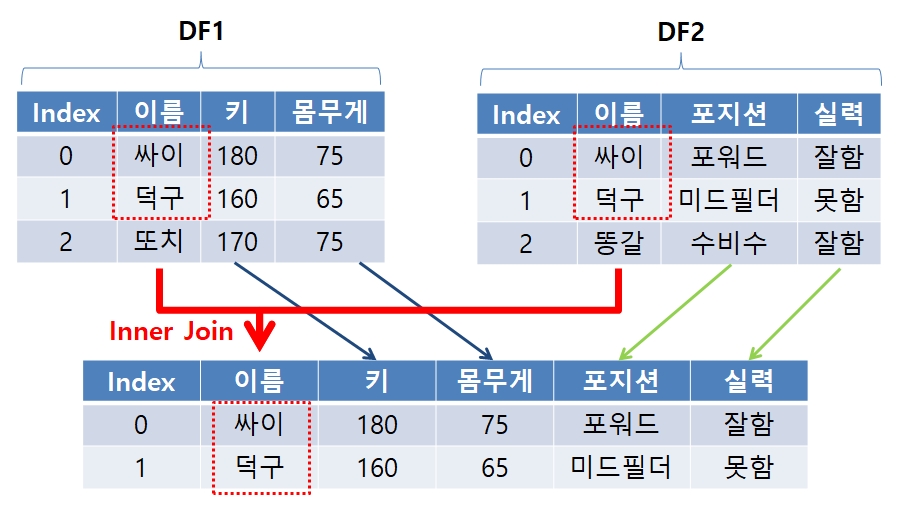 DF1
DF2
Index 이름 키 몸무게
0 싸이 180 75
1 덕구 160 65
2 또치 170 75
Index 이름 포지션 실력
0 싸이 포워드 잘함
1 덕구 미드필더 못함
2 똥갈 수비수 잘함
Inner Join
Index 이름 키 몸무게 포지션 실력
0 싸이 180 75 포워드 잘함
1 덕구 160 65 미드필더 못함